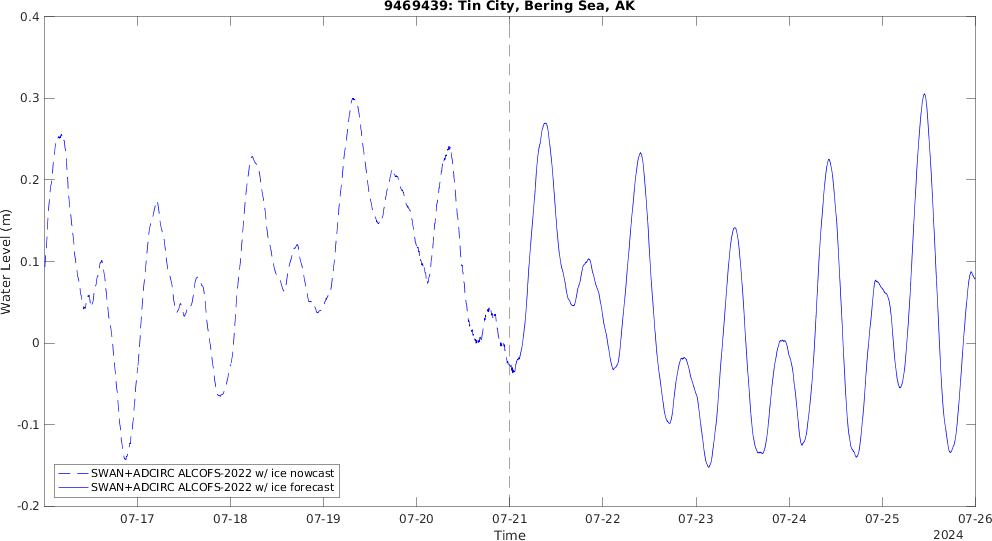 9469439: Tin City, Bering Sea, AK
Water Level (m)
0.4
0.3
0.2
0.1
0
-0.1
-0.2
SWAN+ADCIRC ALCOFS-2022 w/ ice nowcast
SWAN+ADCIRC ALCOFS-2022 w/ ice forecast
07-17 07-18 07-19 07-20 07-21 07-22 07-23 07-24 07-25 07-26
Time
2024